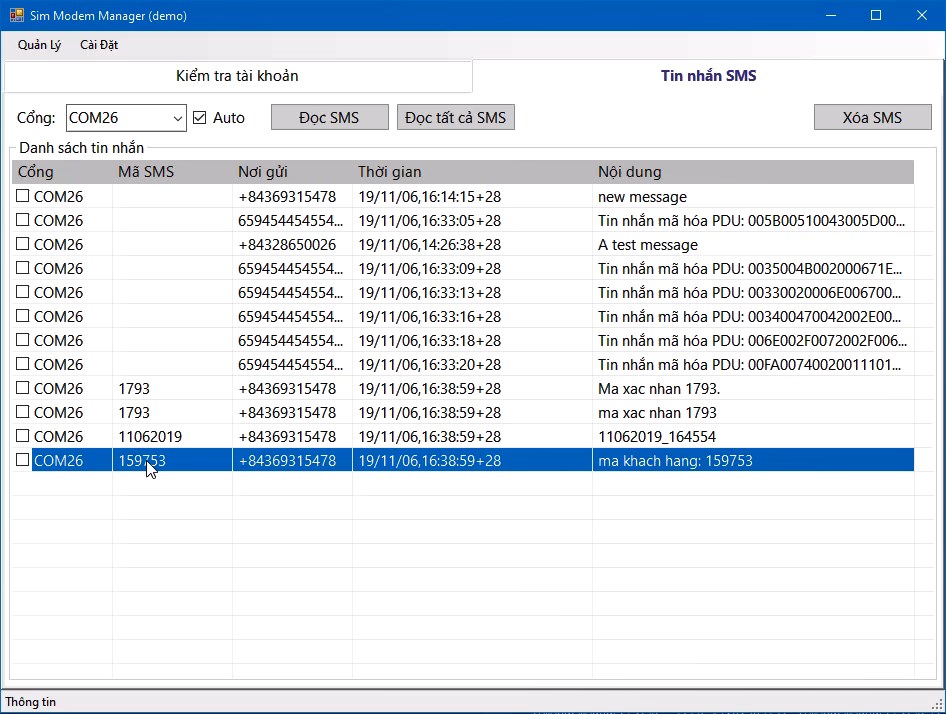 Sim Modem Manager (demo)
Quản Lý Cài Đặt
Kiểm tra tài khoản Tin nhắn SMS
Cổng: COM26 Auto Đọc SMS Đọc tất cả SMS Xóa SMS
Danh sách tin nhắn
Cổng Mã SMS Nơi gửi Thời gian Nội dung
COM26 +84369315478 19/11/06,16:14:15+28 new message
COM26 659454454554... 19/11/06,16:33:05+28 Tin nhắn mã hóa PDU: 005B00510043005D00...
COM26 +84328650026 19/11/06,14:26:38+28 A test message
COM26 659454454554... 19/11/06,16:33:09+28 Tin nhắn mã hóa PDU: 0035004B002000671E...
COM26 659454454554... 19/11/06,16:33:13+28 Tin nhắn mã hóa PDU: 00330020006E006700...
COM26 659454454554... 19/11/06,16:33:16+28 Tin nhắn mã hóa PDU: 003400470042002E00...
COM26 659454454554... 19/11/06,16:33:18+28 Tin nhắn mã hóa PDU: 006E002F0072002F006...
COM26 659454454554... 19/11/06,16:33:20+28 Tin nhắn mã hóa PDU: 00FA00740020011101...
COM26 1793 +84369315478 19/11/06,16:38:59+28 Ma xac nhan 1793.
COM26 1793 +84369315478 19/11/06,16:38:59+28 ma xac nhan 1793
COM26 11062019 +84369315478 19/11/06,16:38:59+28 11062019_164554
COM26 159753 +84369315478 19/11/06,16:38:59+28 ma khach hang: 159753
Thông tin